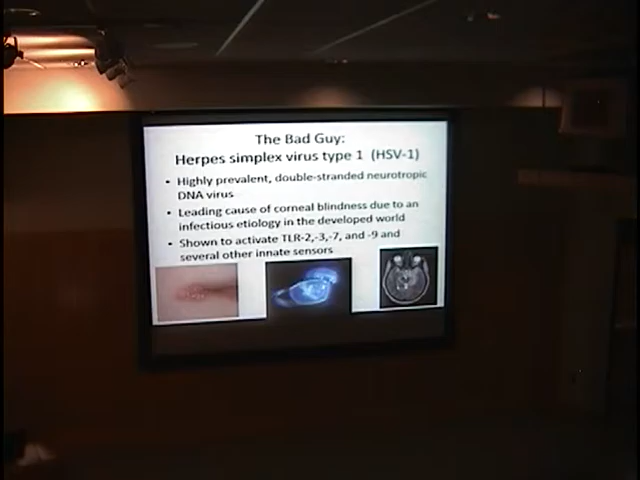 The Bad Guy:
Herpes simplex virus type 1 (HSV-1)
• Highly prevalent, double-stranded neurotropic
DNA virus
• Leading cause of corneal blindness due to an
infectious etiology in the developed world
• Shown to activate TLR-2,-3,-7, and -9 and
several other innate sensors